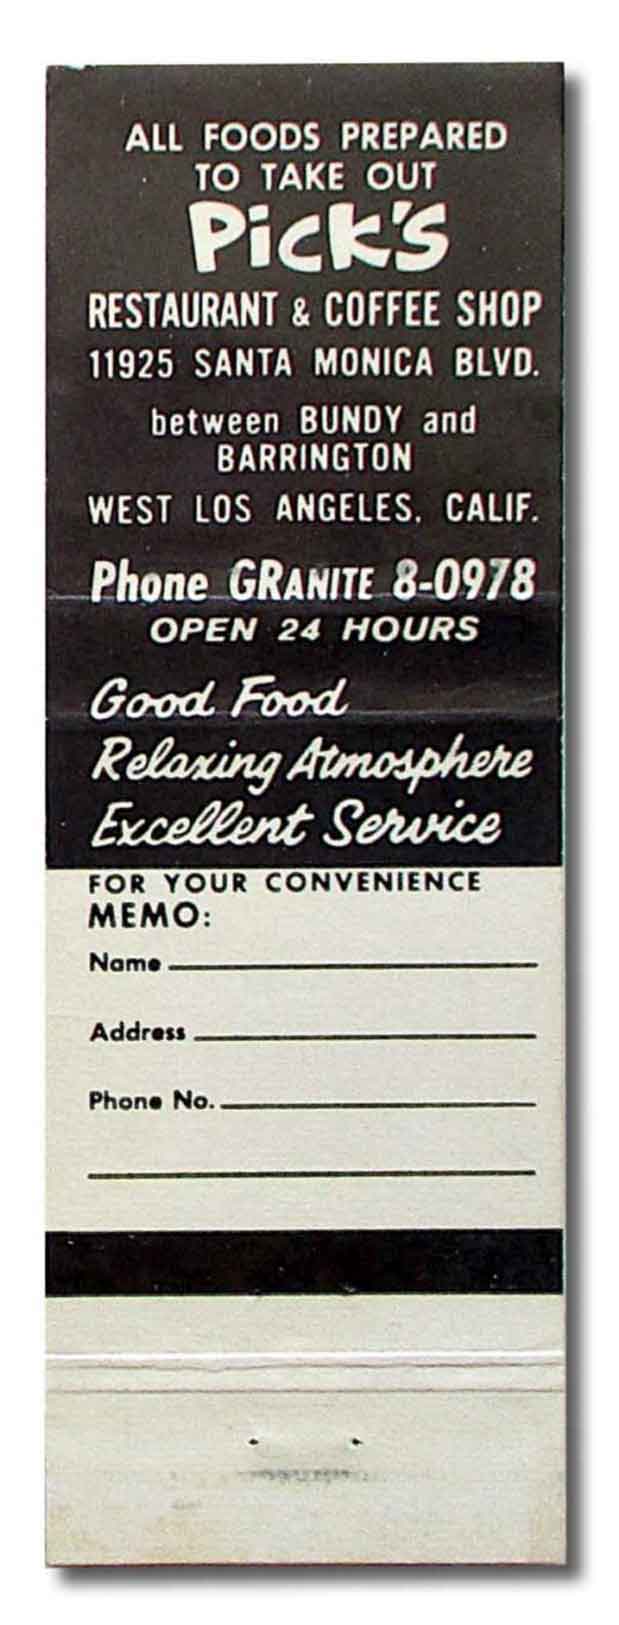 ALL FOODS PREPARED
TO TAKE OUT
Pick's
RESTAURANT & COFFEE SHOP
11925 SANTA MONICA BLVD.
between BUNDY and
BARRINGTON
WEST LOS ANGELES, CALIF.
Phone GRANITE 8-0978
OPEN 24 HOURS
Good Food
Relaxing Atmosphere
Excellent Service
FOR YOUR CONVENIENCE
MEMO:
Name
Address
Phone No.